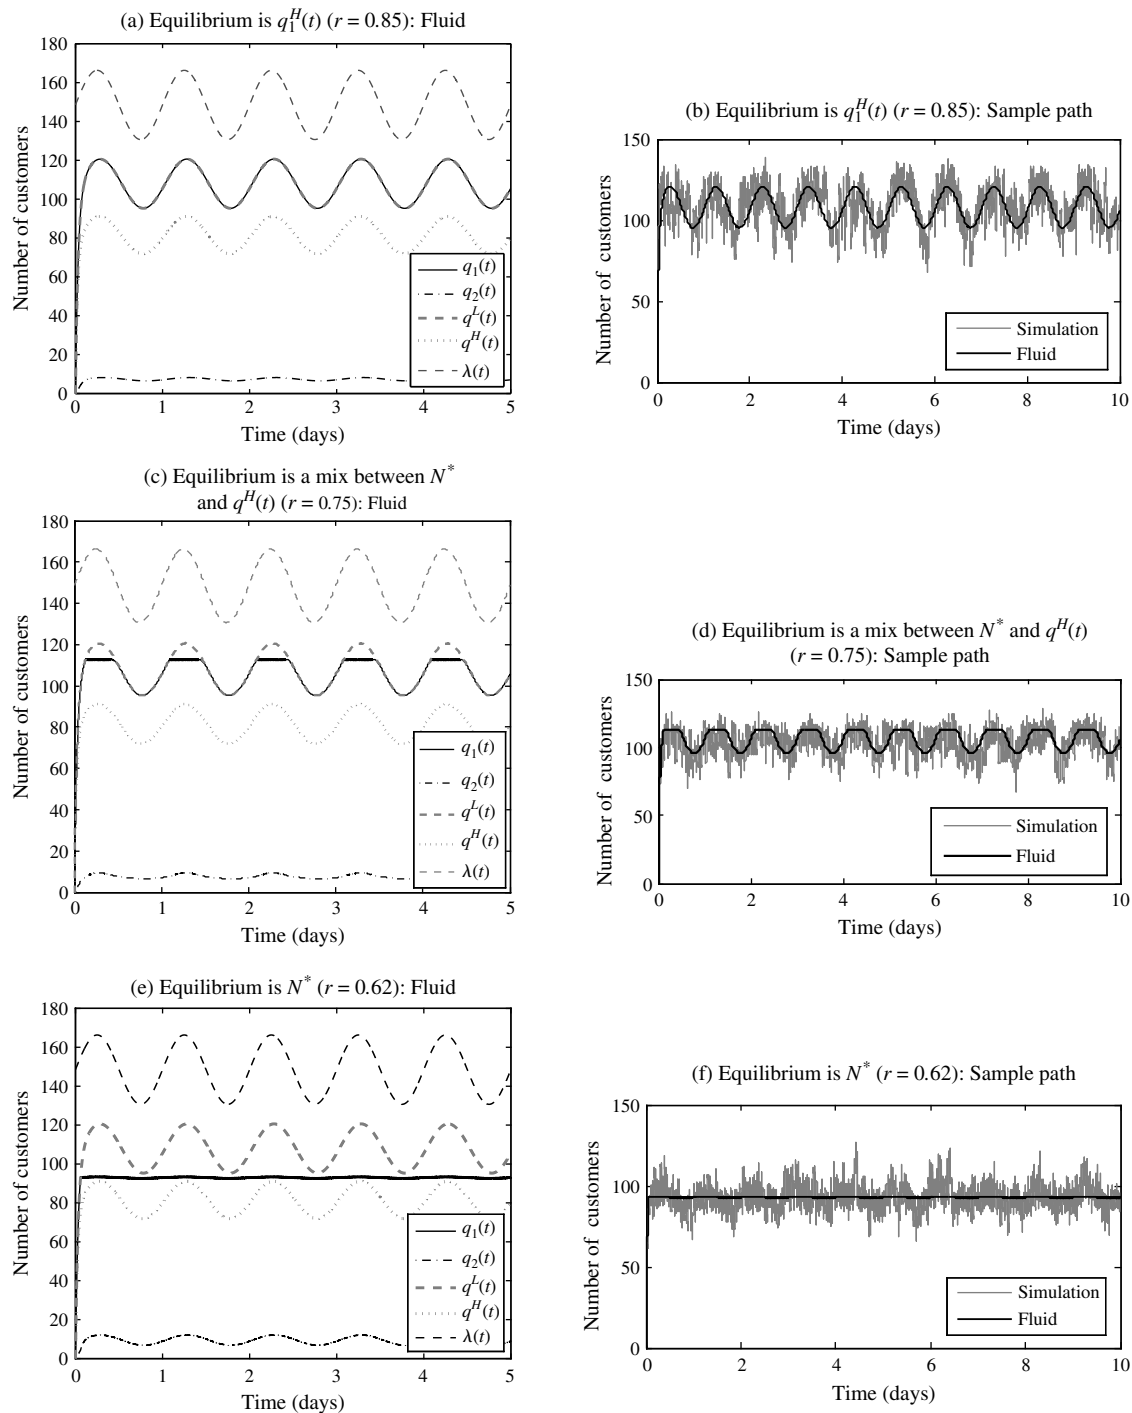 (a) Equilibrium is q₁ᴴ(t) (r = 0.85): Fluid
180
160
140
120
100
80
60
40
20
0
Number of customers
q₁(t)
q₂(t)
qᴸ(t)
qᴴ(t)
λ(t)
0 1 2 3 4 5
Time (days)
(b) Equilibrium is q₁ᴴ(t) (r = 0.85): Sample path
150
100
50
0
Number of customers
Simulation
Fluid
0 2 4 6 8 10
Time (days)
(c) Equilibrium is a mix between N*
and qᴴ(t) (r = 0.75): Fluid
180
160
140
120
100
80
60
40
20
0
Number of customers
q₁(t)
q₂(t)
qᴸ(t)
qᴴ(t)
λ(t)
0 1 2 3 4 5
Time (days)
(d) Equilibrium is a mix between N* and qᴴ(t)
(r = 0.75): Sample path
150
100
50
0
Number of customers
Simulation
Fluid
0 2 4 6 8 10
Time (days)
(e) Equilibrium is N* (r = 0.62): Fluid
180
160
140
120
100
80
60
40
20
0
Number of customers
q₁(t)
q₂(t)
qᴸ(t)
qᴴ(t)
λ(t)
0 1 2 3 4 5
Time (days)
(f) Equilibrium is N* (r = 0.62): Sample path
150
100
50
0
Number of customers
Simulation
Fluid
0 2 4 6 8 10
Time (days)